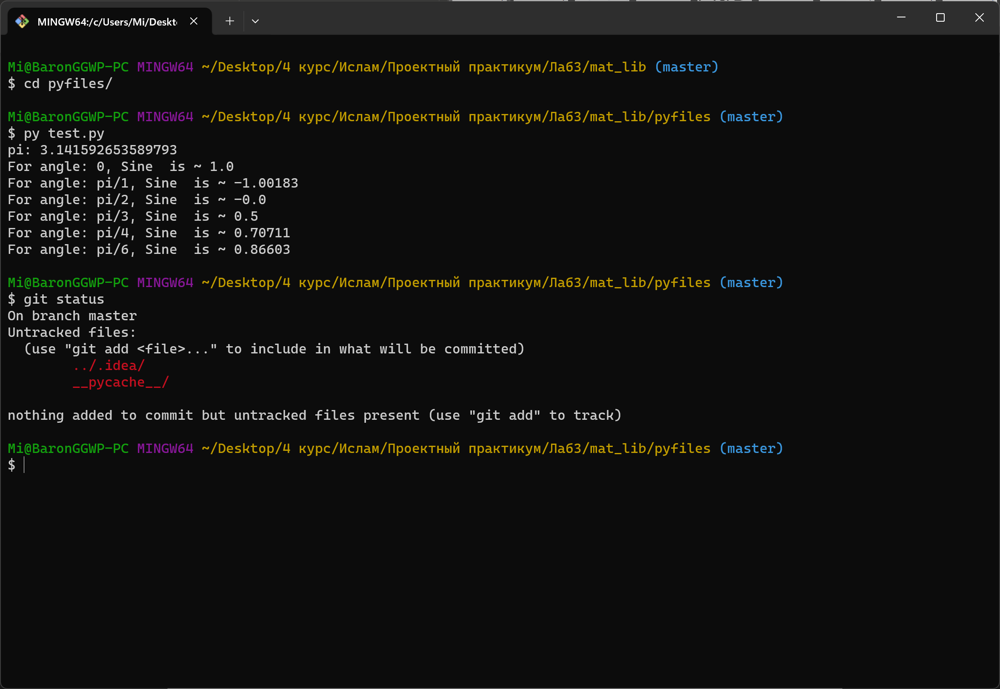 MINGW64:/c/Users/Mi/Deskt
Mi@BaronGGWP-PC MINGW64 ~/Desktop/4 курс/Ислам/Проектный практикум/Лаб3/mat_lib (master)
$ cd pyfiles/
Mi@BaronGGWP-PC MINGW64 ~/Desktop/4 курс/Ислам/Проектный практикум/Лаб3/mat_lib/pyfiles (master)
$ py test.py
pi: 3.141592653589793
For angle: 0, Sine  is ~ 1.0
For angle: pi/1, Sine  is ~ -1.00183
For angle: pi/2, Sine  is ~ -0.0
For angle: pi/3, Sine  is ~ 0.5
For angle: pi/4, Sine  is ~ 0.70711
For angle: pi/6, Sine  is ~ 0.86603
Mi@BaronGGWP-PC MINGW64 ~/Desktop/4 курс/Ислам/Проектный практикум/Лаб3/mat_lib/pyfiles (master)
$ git status
On branch master
Untracked files:
  (use "git add <file>..." to include in what will be committed)
        ../.idea/
        __pycache__/
nothing added to commit but untracked files present (use "git add" to track)
Mi@BaronGGWP-PC MINGW64 ~/Desktop/4 курс/Ислам/Проектный практикум/Лаб3/mat_lib/pyfiles (master)
$